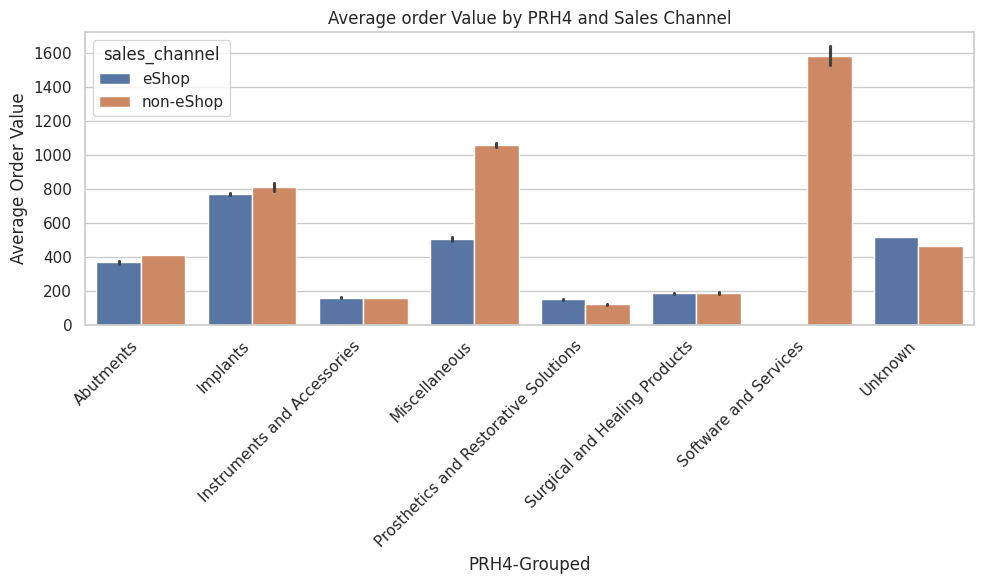 Average order Value by PRH4 and Sales Channel
sales_channel
eShop
non-eShop
Average Order Value
1600
1400
1200
1000
800
600
400
200
0
Abutments
Implants
Instruments and Accessories
Miscellaneous
Prosthetics and Restorative Solutions
Surgical and Healing Products
Software and Services
Unknown
PRH4-Grouped